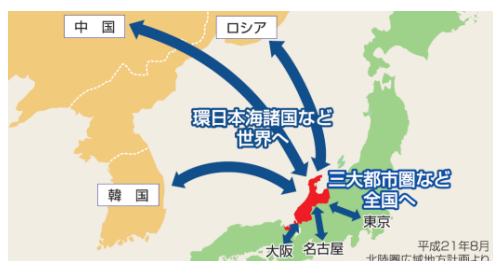 中 国
ロシア
環日本海諸国など
世界へ
韓 国
三大都市圏など
全国へ
東京
名古屋
大阪
平成21年8月
北陸圏広域地方計画より